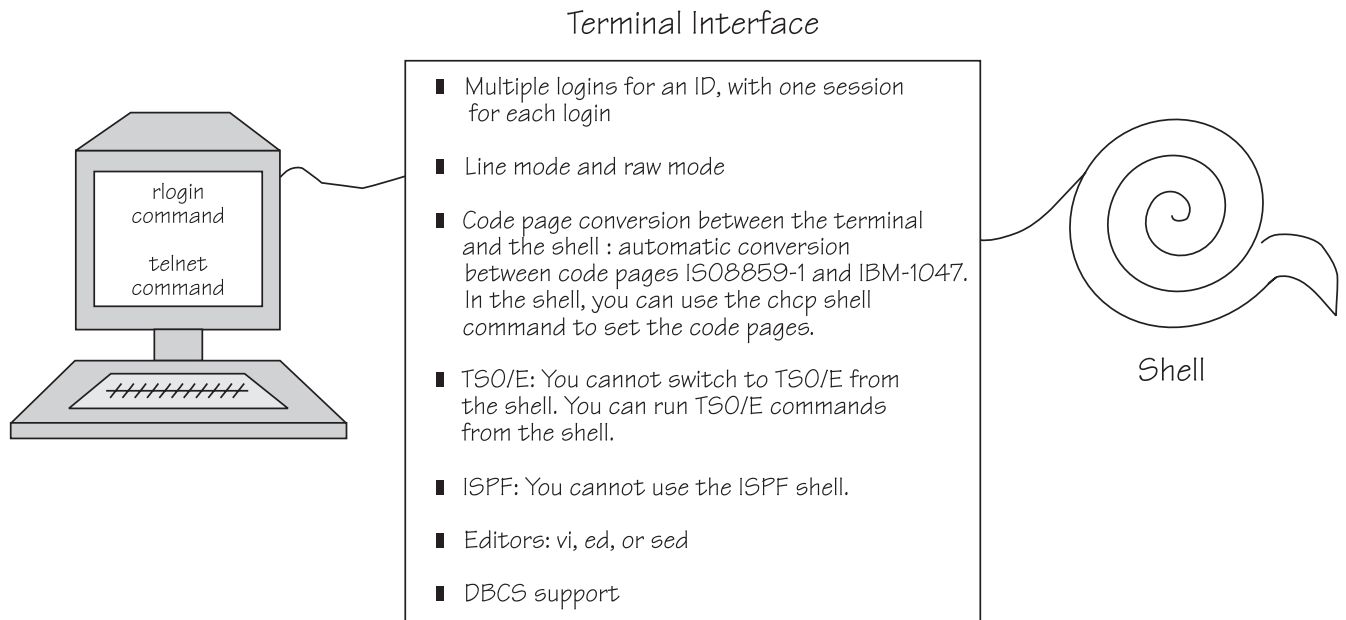 Terminal Interface
rlogin
command
telnet
command
Multiple logins for an ID, with one session
for each login
Line mode and raw mode
Code page conversion between the terminal
and the shell : automatic conversion
between code pages ISO8859-1 and IBM-1047.
In the shell, you can use the chcp shell
command to set the code pages.
TSO/E: You cannot switch to TSO/E from
the shell. You can run TSO/E commands
from the shell.
ISPF: You cannot use the ISPF shell.
Editors: vi, ed, or sed
DBCS support
Shell